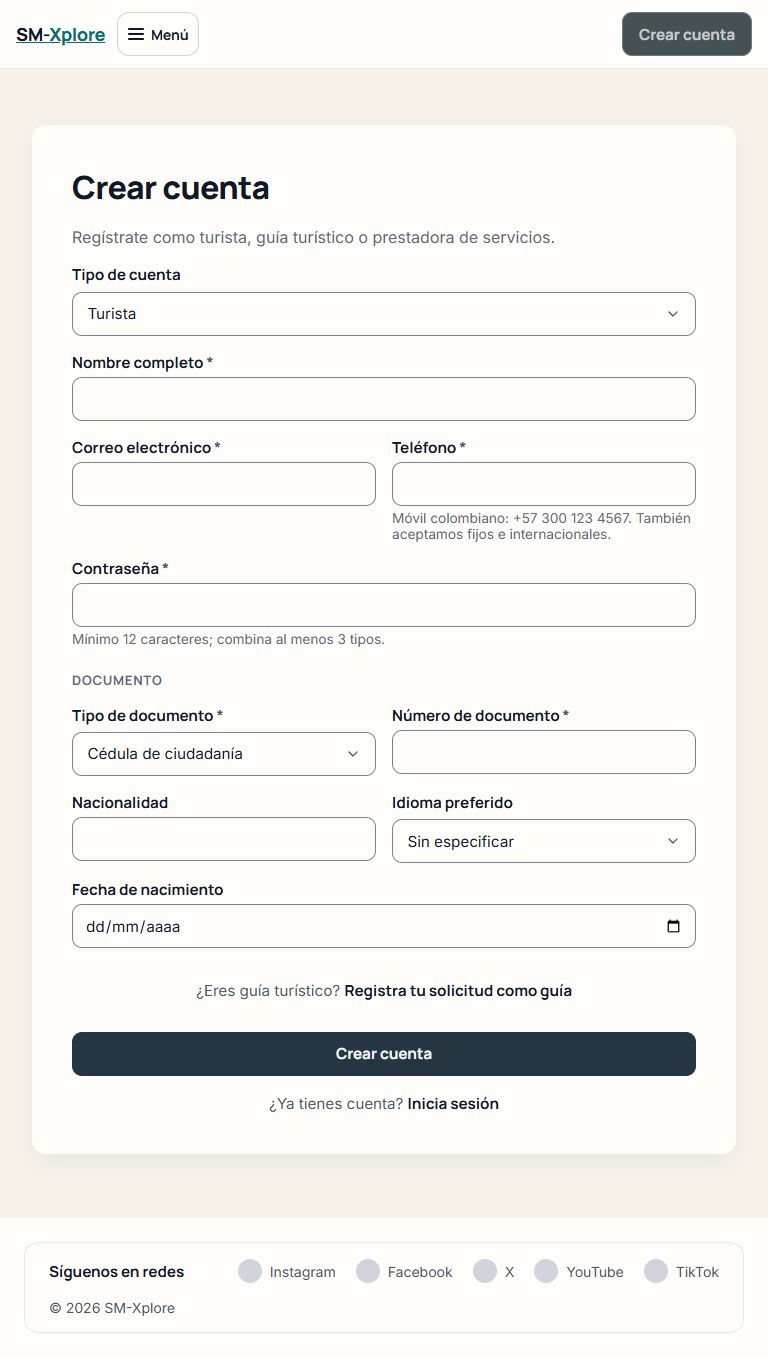 SM-Xplore
Menú
Crear cuenta
Crear cuenta
Regístrate como turista, guía turístico o prestadora de servicios.
Tipo de cuenta
Turista
Nombre completo *
Correo electrónico *
Teléfono *
Móvil colombiano: +57 300 123 4567. También
aceptamos fijos e internacionales.
Contraseña *
Mínimo 12 caracteres; combina al menos 3 tipos.
DOCUMENTO
Tipo de documento *
Número de documento *
Cédula de ciudadanía
Nacionalidad
Idioma preferido
Sin especificar
Fecha de nacimiento
dd/mm/aaaa
¿Eres guía turístico? Registra tu solicitud como guía
Crear cuenta
¿Ya tienes cuenta? Inicia sesión
Síguenos en redes
Instagram
Facebook
X
YouTube
TikTok
© 2026 SM-Xplore